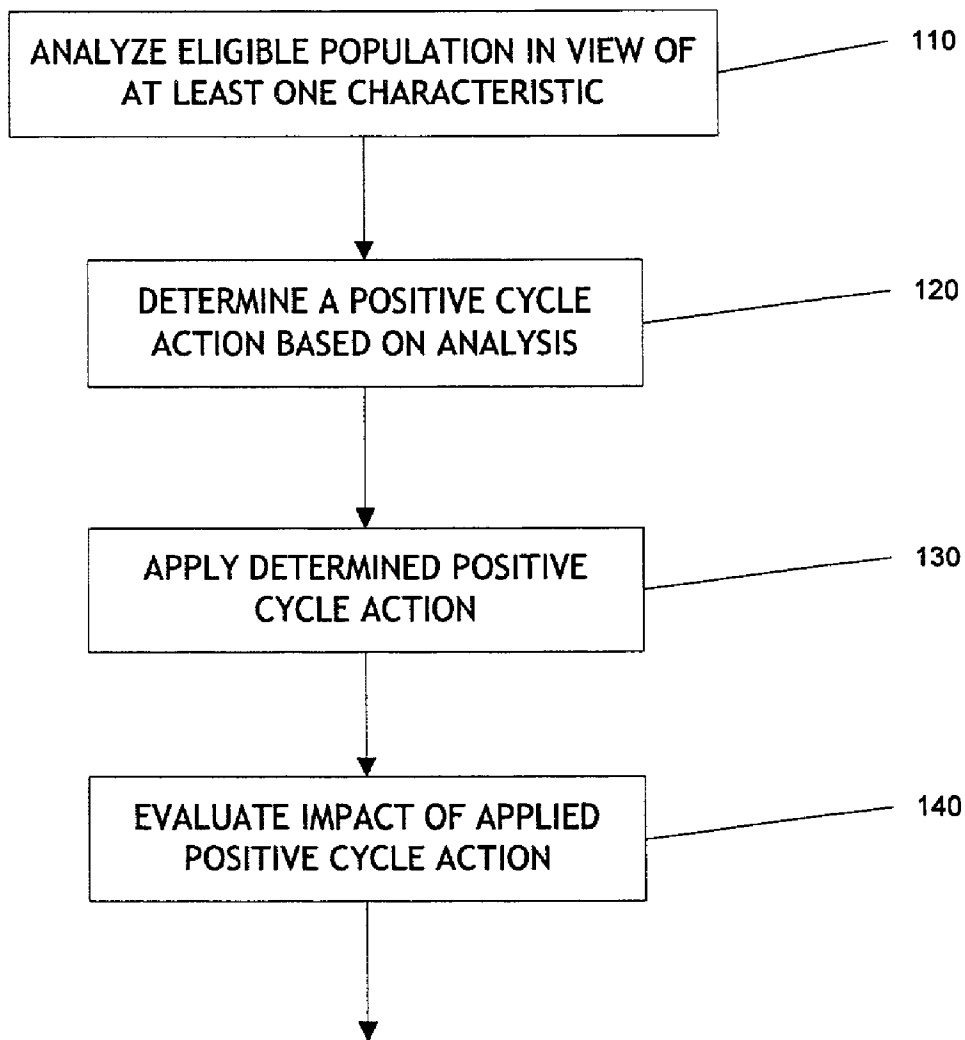 ANALYZE ELIGIBLE POPULATION IN VIEW OF
AT LEAST ONE CHARACTERISTIC
110
DETERMINE A POSITIVE CYCLE
ACTION BASED ON ANALYSIS
120
APPLY DETERMINED POSITIVE
CYCLE ACTION
130
EVALUATE IMPACT OF APPLIED
POSITIVE CYCLE ACTION
140